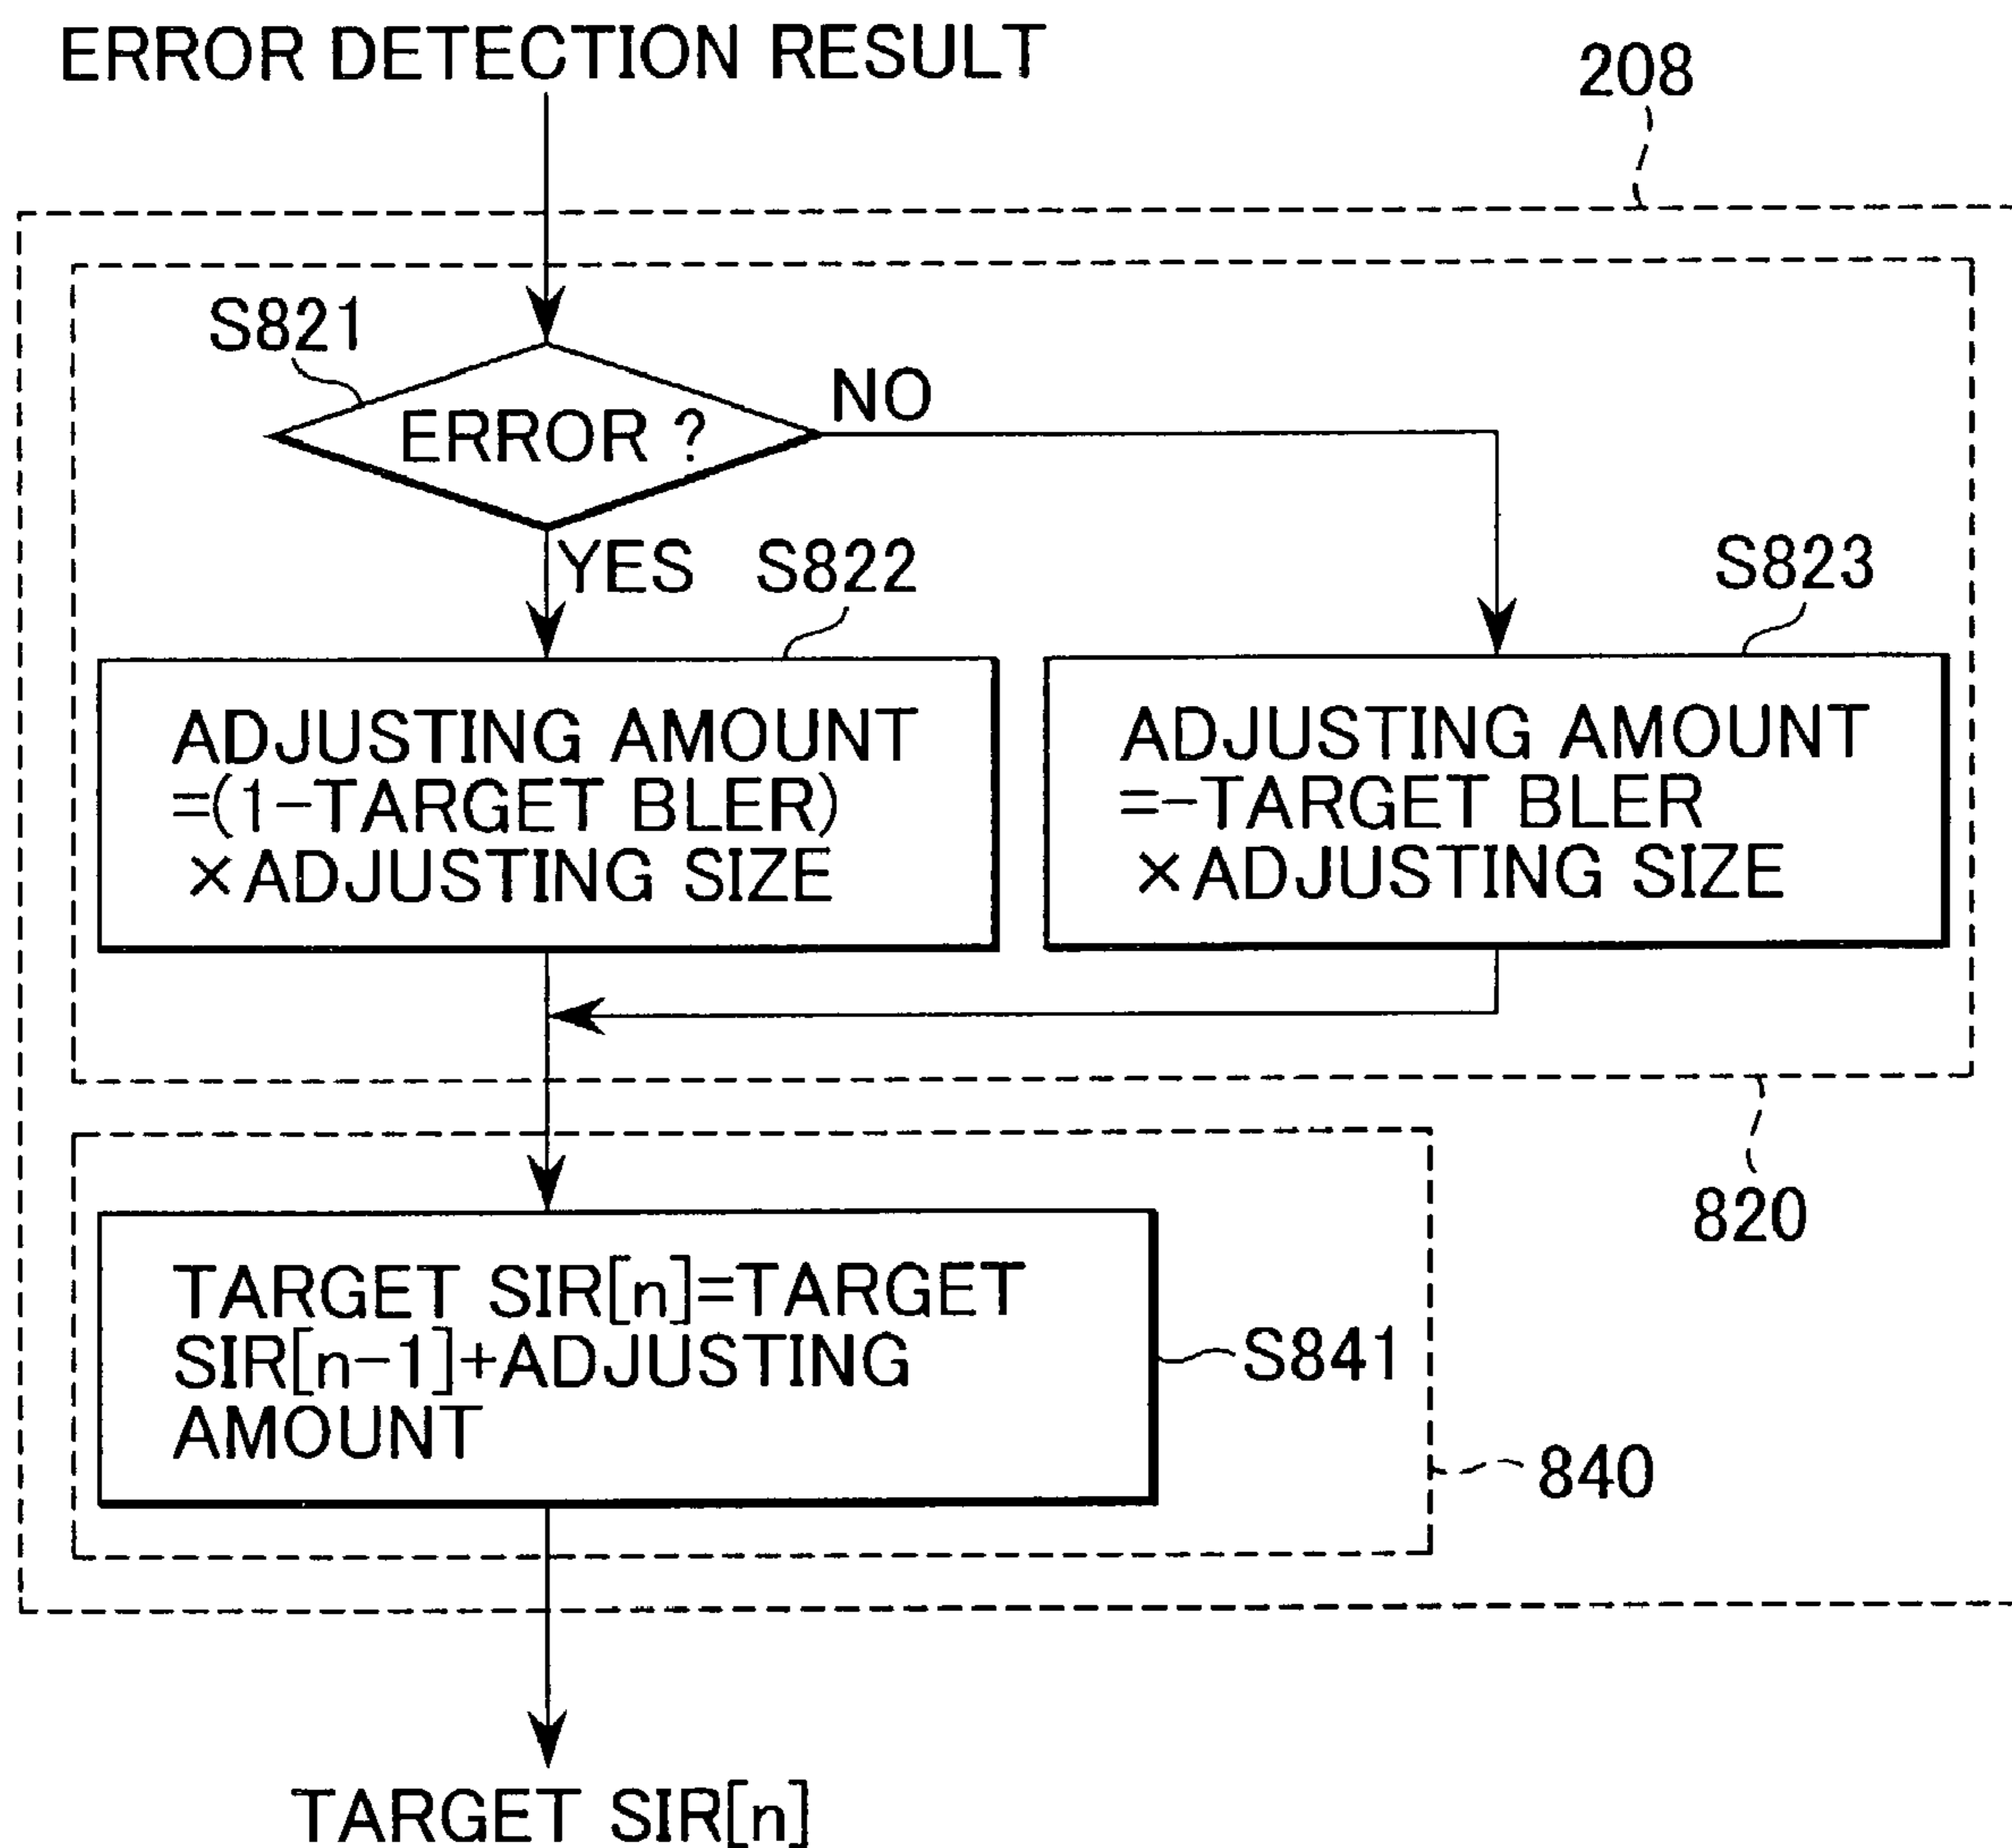 ERROR DETECTION RESULT
208
S821
ERROR ?
NO
YES
S822
S823
ADJUSTING AMOUNT
=(1-TARGET BLER)
×ADJUSTING SIZE
ADJUSTING AMOUNT
=-TARGET BLER
×ADJUSTING SIZE
820
TARGET SIR[n]=TARGET
SIR[n-1]+ADJUSTING
AMOUNT
S841
840
TARGET SIR[n]